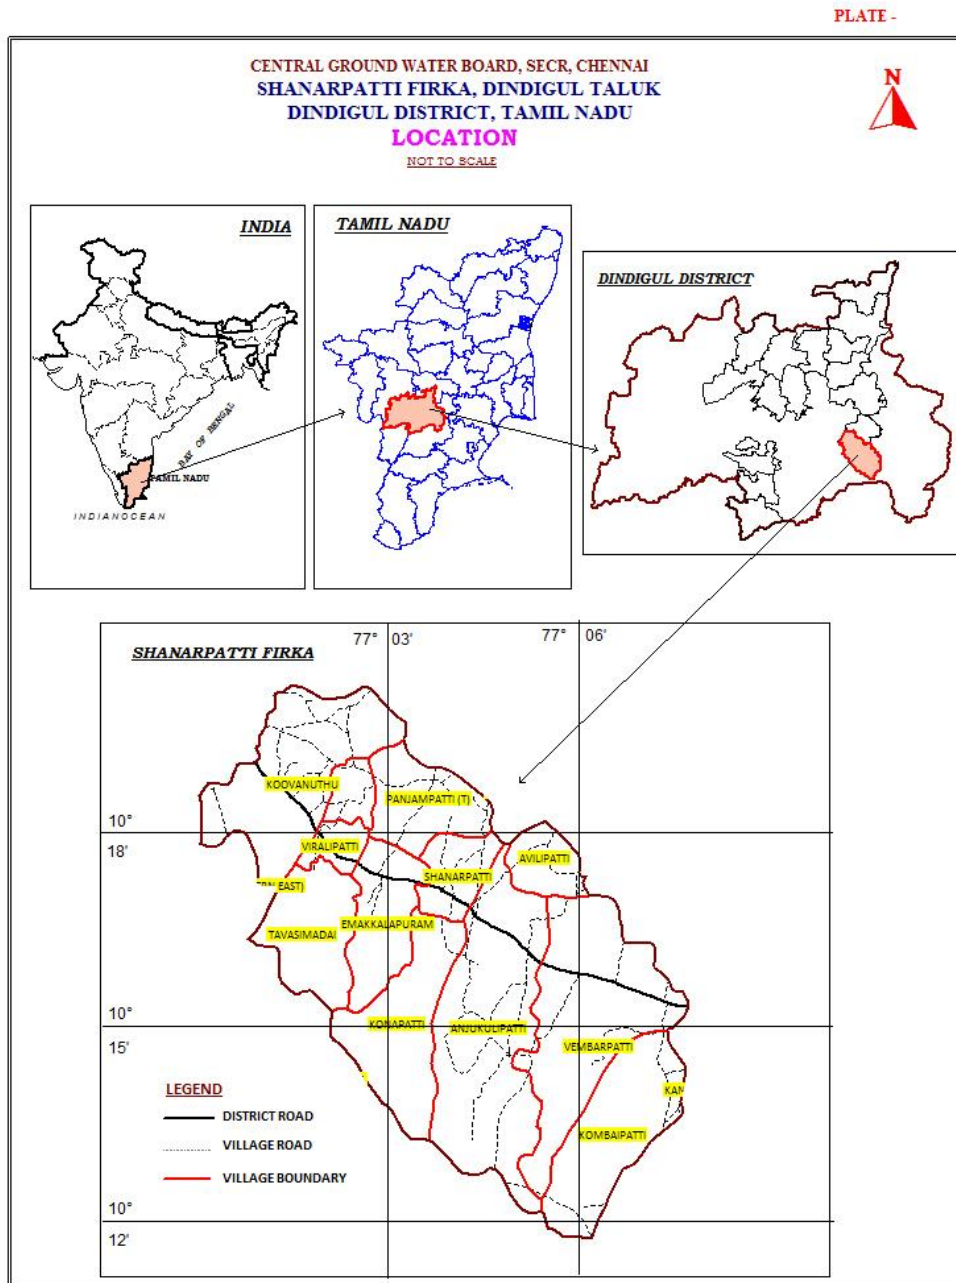 PLATE -
CENTRAL GROUND WATER BOARD, SECR, CHENNAI
SHANARPATTI FIRKA, DINDIGUL TALUK
DINDIGUL DISTRICT, TAMIL NADU
LOCATION
NOT TO SCALE
N
INDIA
BAY OF BENGAL
TAMIL NADU
INDIANOCEAN
TAMIL NADU
DINDIGUL DISTRICT
SHANARPATTI FIRKA
77° 03'
77° 06'
KOOVANUTHU
PANJAMPATTI (T)
10°
18'
VIRALIPATTI
AVILIPATTI
SHANARPATTI
EAST)
EMAKKALAPURAM
TAVASIMADAI
10°
15'
KONAPATTI
ANJUKULIPATTI
VEMBARPATTI
KAN
KOMBAIPATTI
LEGEND
DISTRICT ROAD
VILLAGE ROAD
VILLAGE BOUNDARY
10°
12'